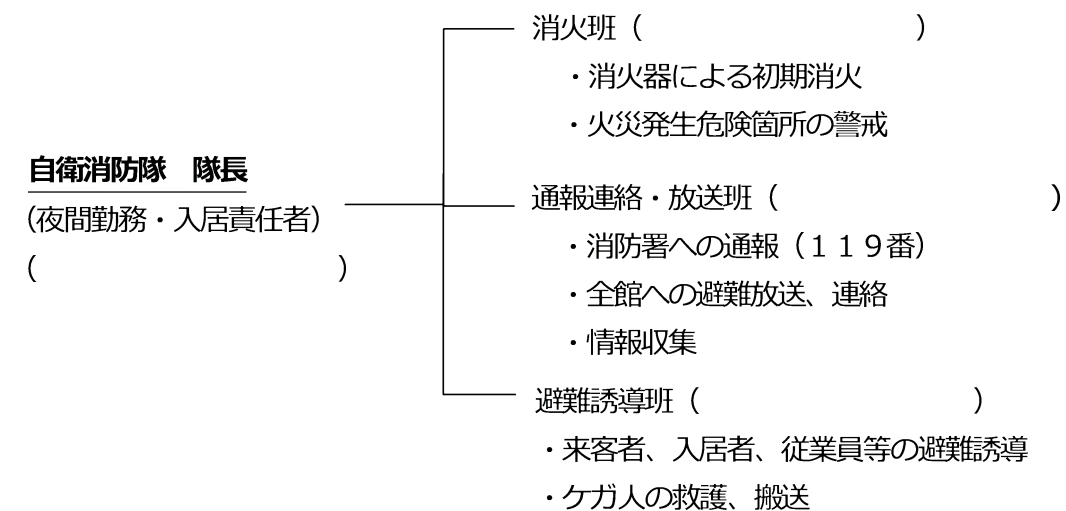 自衛消防隊　隊長
(夜間勤務・入居責任者)
(　　　　　　　　　　　)
消火班（　　　　　　　　　　）
・消火器による初期消火
・火災発生危険箇所の警戒
通報連絡・放送班（　　　　　　　　　　）
・消防署への通報（１１９番）
・全館への避難放送、連絡
・情報収集
避難誘導班（　　　　　　　　　　）
・来客者、入居者、従業員等の避難誘導
・ケガ人の救護、搬送